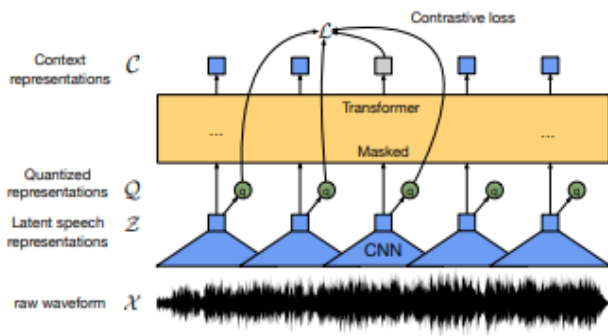 Contrastive loss
ℒ
Context
representations
𝒞
Transformer
...
...
Masked
Quantized
representations
𝒬
q
q
q
q
q
Latent speech
representations
𝒵
CNN
raw waveform
𝒳